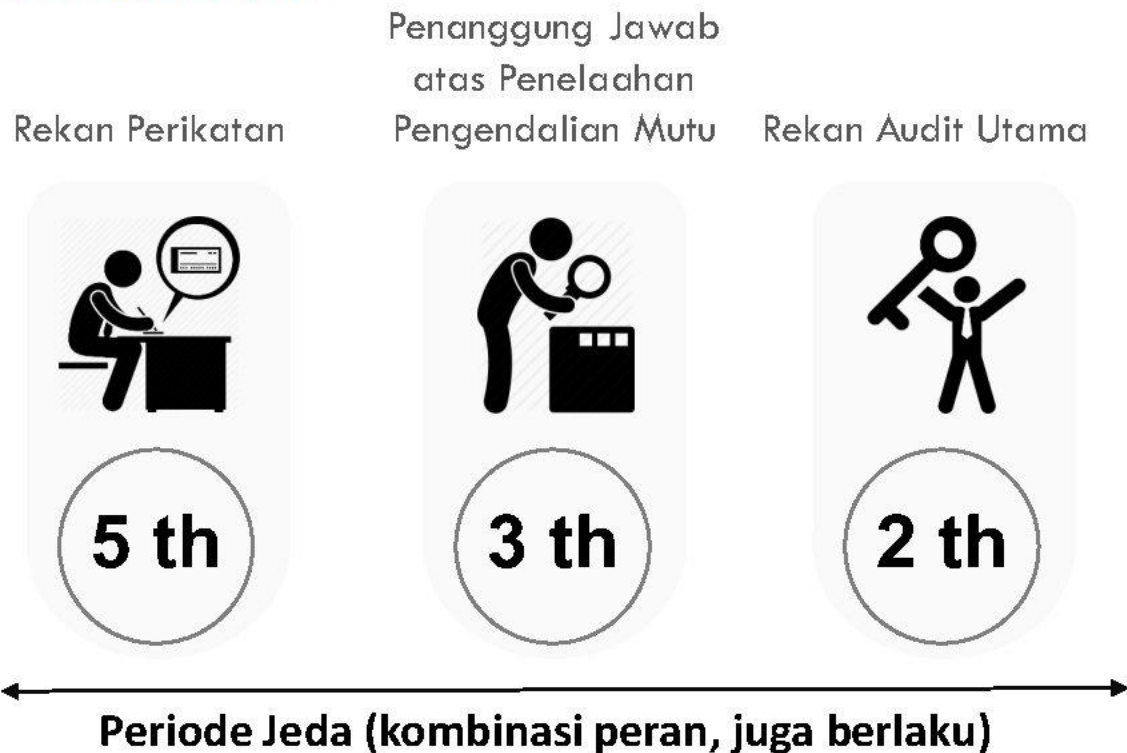 Rekan Perikatan
Penanggung Jawab
atas Penelaahan
Pengendalian Mutu
Rekan Audit Utama
5 th
3 th
2 th
Periode Jeda (kombinasi peran, juga berlaku)